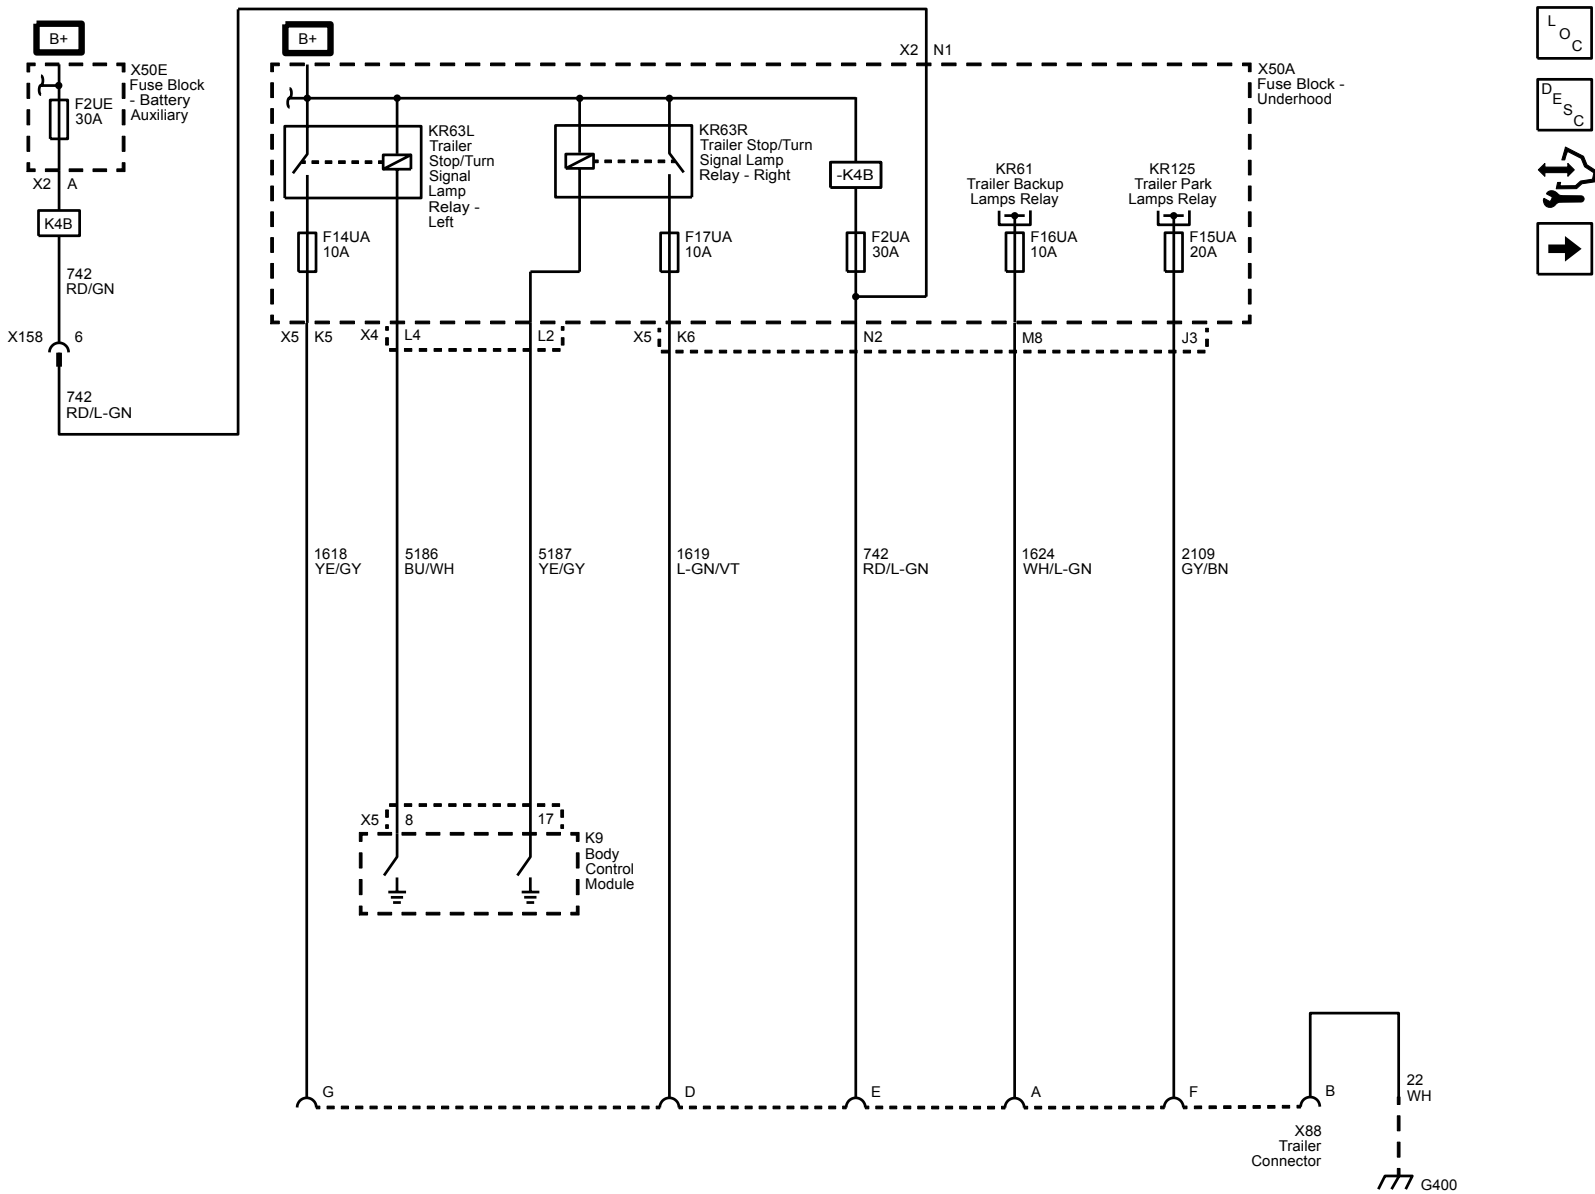 B+
X50E
Fuse Block
- Battery
Auxiliary
F2UE
30A
X2 A
K4B
742
RD/GN
X158 6
742
RD/L-GN
B+
X2 N1
X50A
Fuse Block -
Underhood
KR63L
Trailer
Stop/Turn
Signal
Lamp
Relay -
Left
KR63R
Trailer Stop/Turn
Signal Lamp
Relay - Right
-K4B
KR61
Trailer Backup
Lamps Relay
KR125
Trailer Park
Lamps Relay
F14UA
10A
F17UA
10A
F2UA
30A
F16UA
10A
F15UA
20A
X5 K5
X4 L4
L2
X5 K6
N2
M8
J3
1618
YE/GY
5186
BU/WH
5187
YE/GY
1619
L-GN/VT
742
RD/L-GN
1624
WH/L-GN
2109
GY/BN
X5 8
17
K9
Body
Control
Module
G
D
E
A
F
B
22
WH
X88
Trailer
Connector
G400
L
O
C
D
E
S
C